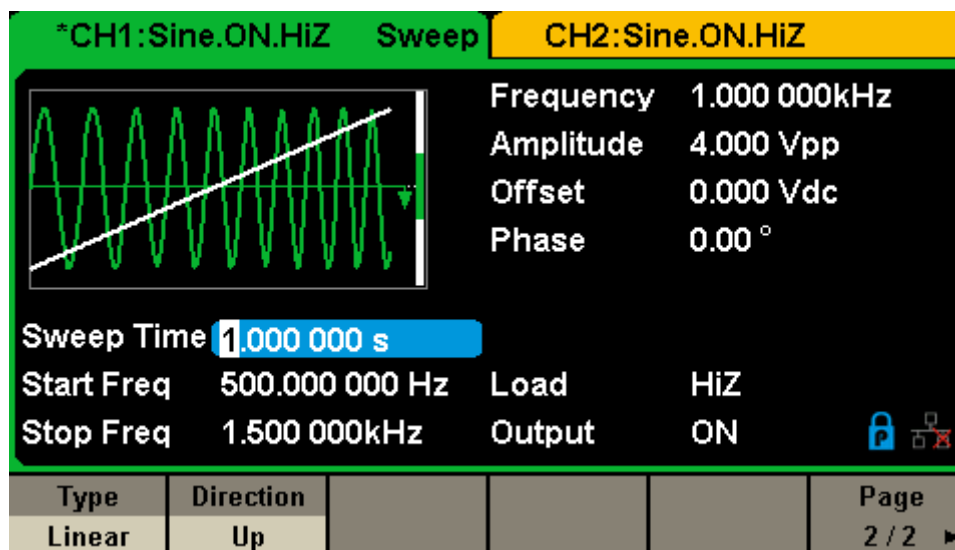 *CH1:Sine.ON.HiZ Sweep CH2:Sine.ON.HiZ
Frequency 1.000 000kHz
Amplitude 4.000 Vpp
Offset 0.000 Vdc
Phase 0.00 °
Sweep Time 1.000 000 s
Start Freq 500.000 000 Hz Load HiZ
Stop Freq 1.500 000kHz Output ON
Type Direction Page
Linear Up 2 / 2